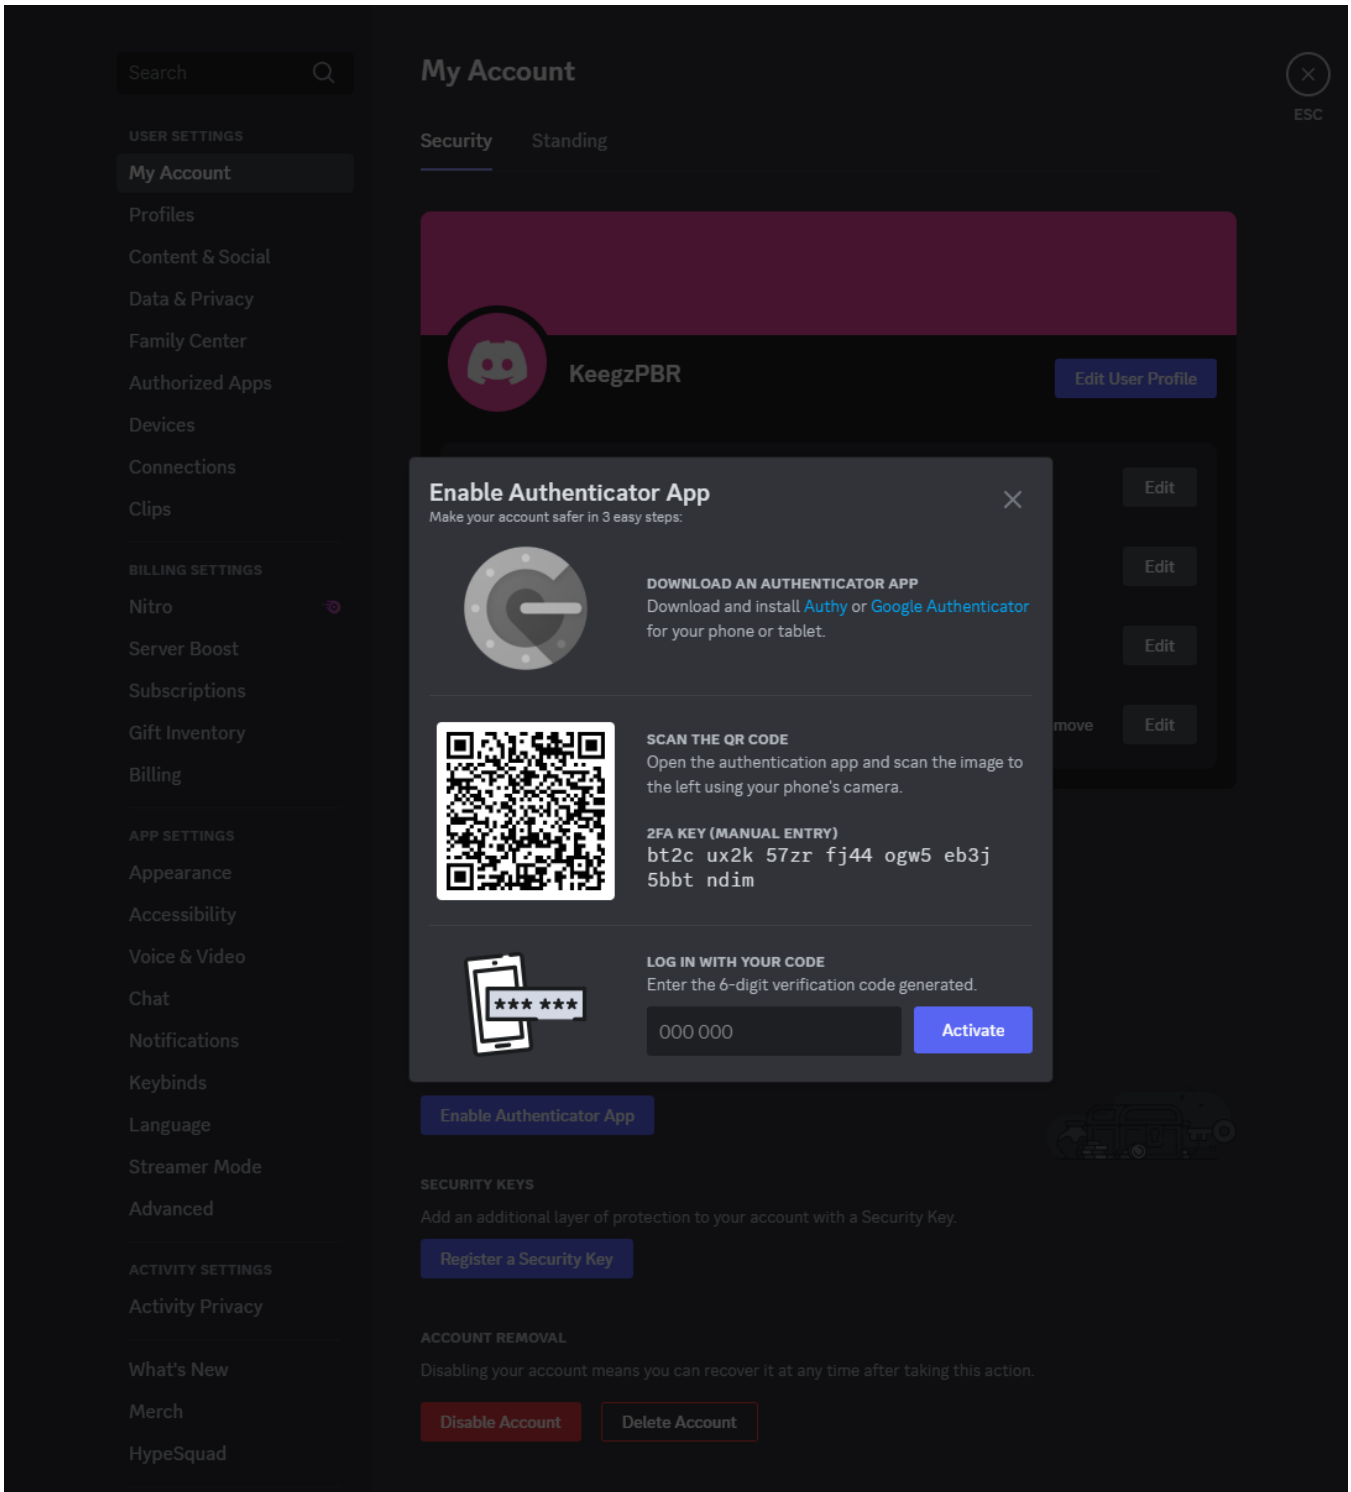 Search
USER SETTINGS
My Account
Profiles
Content & Social
Data & Privacy
Family Center
Authorized Apps
Devices
Connections
Clips
BILLING SETTINGS
Nitro
Server Boost
Subscriptions
Gift Inventory
Billing
APP SETTINGS
Appearance
Accessibility
Voice & Video
Chat
Notifications
Keybinds
Language
Streamer Mode
Advanced
ACTIVITY SETTINGS
Activity Privacy
What's New
Merch
HypeSquad
My Account
ESC
Security Standing
KeegzPBR
Edit User Profile
Edit
Edit
Edit
move Edit
Enable Authenticator App
Make your account safer in 3 easy steps:
DOWNLOAD AN AUTHENTICATOR APP
Download and install Authy or Google Authenticator
for your phone or tablet.
SCAN THE QR CODE
Open the authentication app and scan the image to
the left using your phone's camera.
2FA KEY (MANUAL ENTRY)
bt2c ux2k 57zr fj44 ogw5 eb3j
5bbt ndim
*** ***
LOG IN WITH YOUR CODE
Enter the 6-digit verification code generated.
000 000
Activate
Enable Authenticator App
SECURITY KEYS
Add an additional layer of protection to your account with a Security Key.
Register a Security Key
ACCOUNT REMOVAL
Disabling your account means you can recover it at any time after taking this action.
Disable Account Delete Account